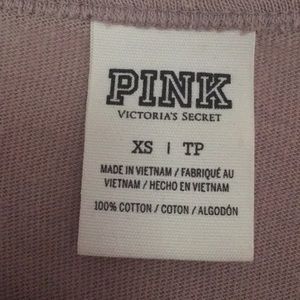 PINK
VICTORIA'S SECRET
XS | TP
MADE IN VIETNAM / FABRIQUÉ AU
VIETNAM / HECHO EN VIETNAM
100% COTTON / COTON / ALGODÓN